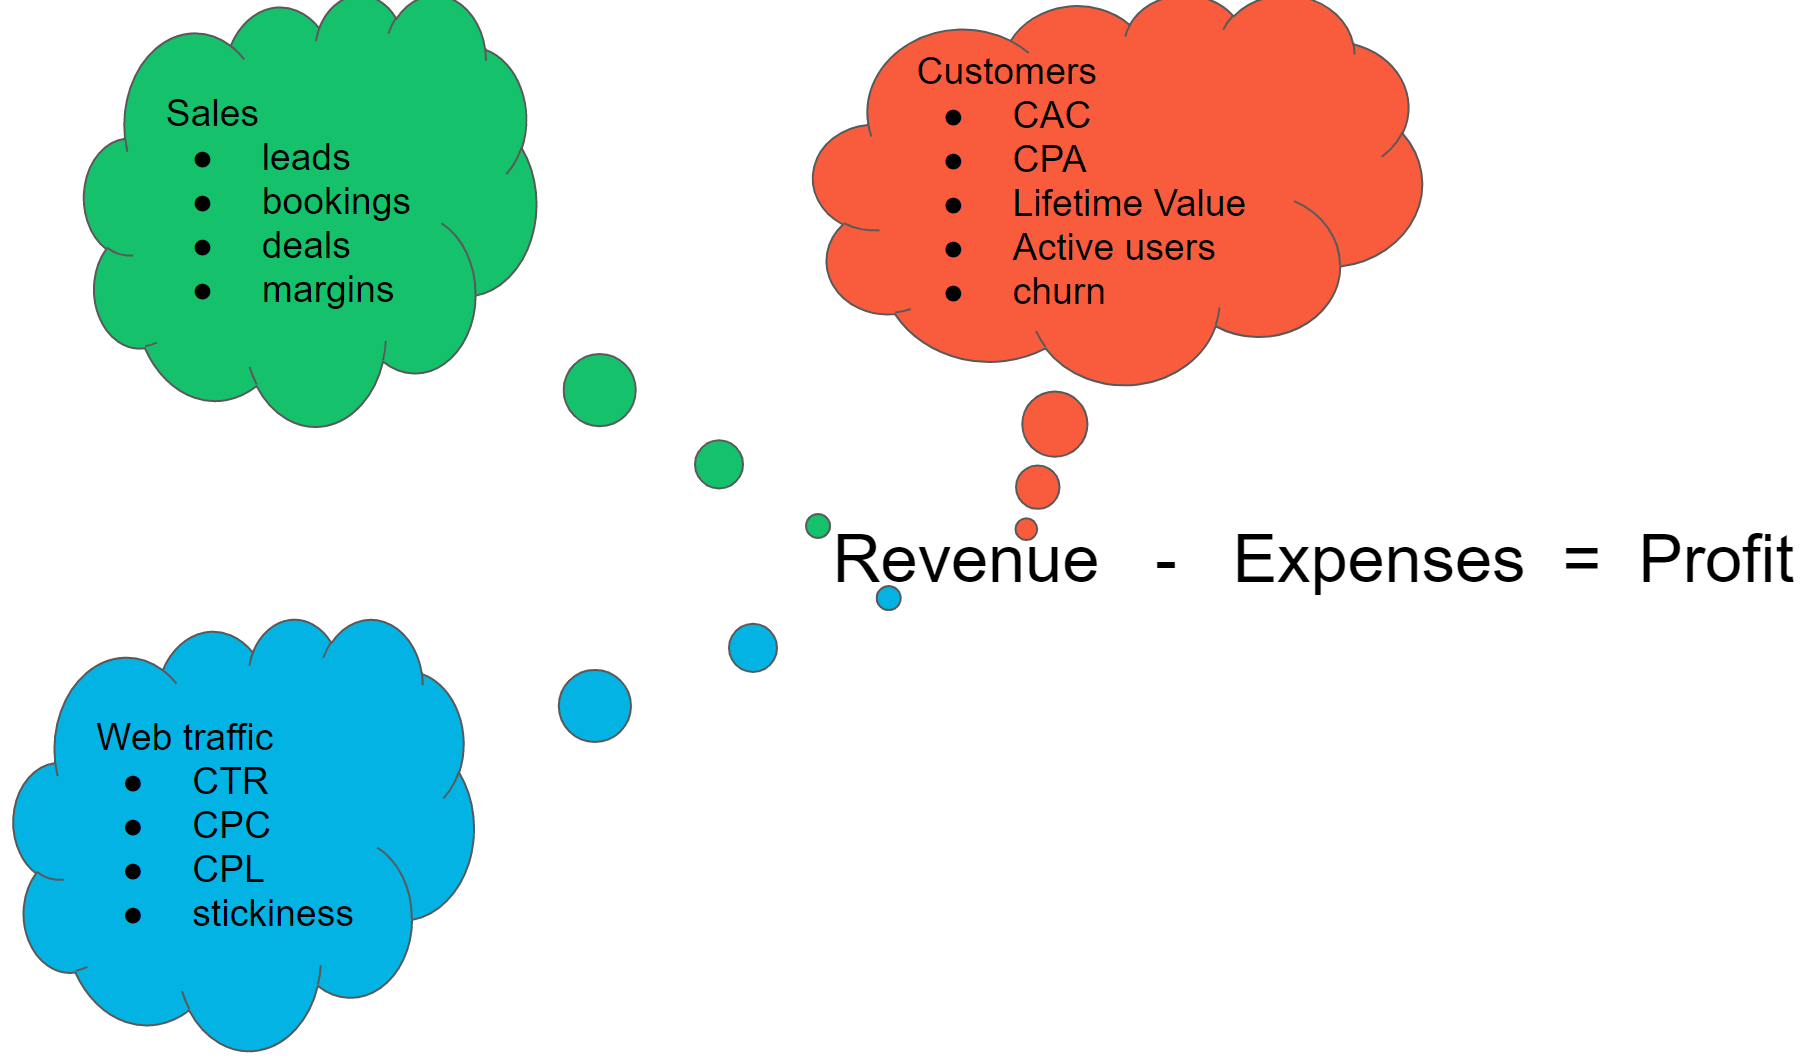 Sales
● leads
● bookings
● deals
● margins
Customers
● CAC
● CPA
● Lifetime Value
● Active users
● churn
Revenue - Expenses = Profit
Web traffic
● CTR
● CPC
● CPL
● stickiness